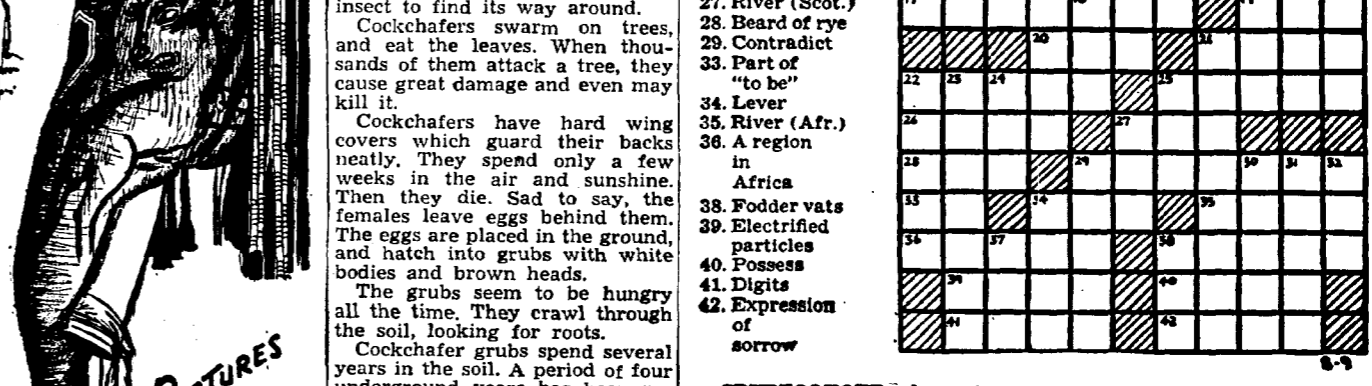 insect to find its way around.
Cockchafers swarm on trees,
and eat the leaves. When thou-
sands of them attack a tree, they
cause great damage and even may
kill it.
Cockchafers have hard wing
covers which guard their backs
neatly. They spend only a few
weeks in the air and sunshine.
Then they die. Sad to say, the
females leave eggs behind them.
The eggs are placed in the ground,
and hatch into grubs with white
bodies and brown heads.
The grubs seem to be hungry
all the time. They crawl through
the soil, looking for roots.
Cockchafer grubs spend several
years in the soil. A period of four
27. River (Scot.)
28. Beard of rye
29. Contradict
33. Part of
"to be"
34. Lever
35. River (Afr.)
36. A region
in
Africa
38. Fodder vats
39. Electrified
particles
40. Possess
41. Digits
42. Expression
of
sorrow
20 21
22 23 24 25
26 27
28 29 30 31 32
33 34 35
36 37 38
39 40
41 42
8-9